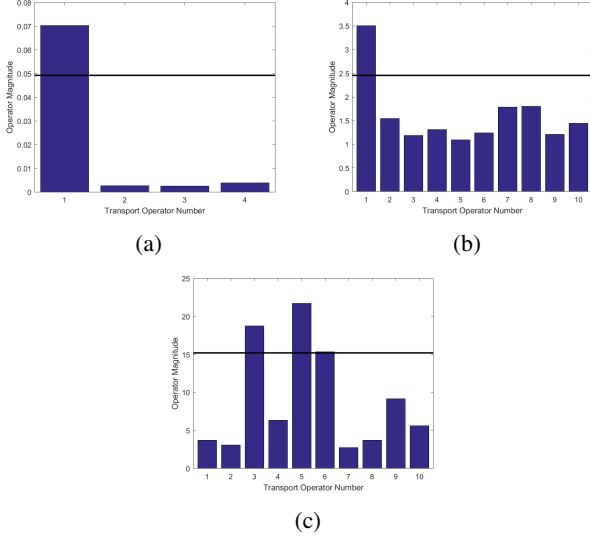 0.08
0.07
0.06
0.05
0.04
0.03
0.02
0.01
0
Operator Magnitude
1 2 3 4
Transport Operator Number
(a)
4
3.5
3
2.5
2
1.5
1
0.5
0
Operator Magnitude
1 2 3 4 5 6 7 8 9 10
Transport Operator Number
(b)
25
20
15
10
5
0
Operator Magnitude
1 2 3 4 5 6 7 8 9 10
Transport Operator Number
(c)